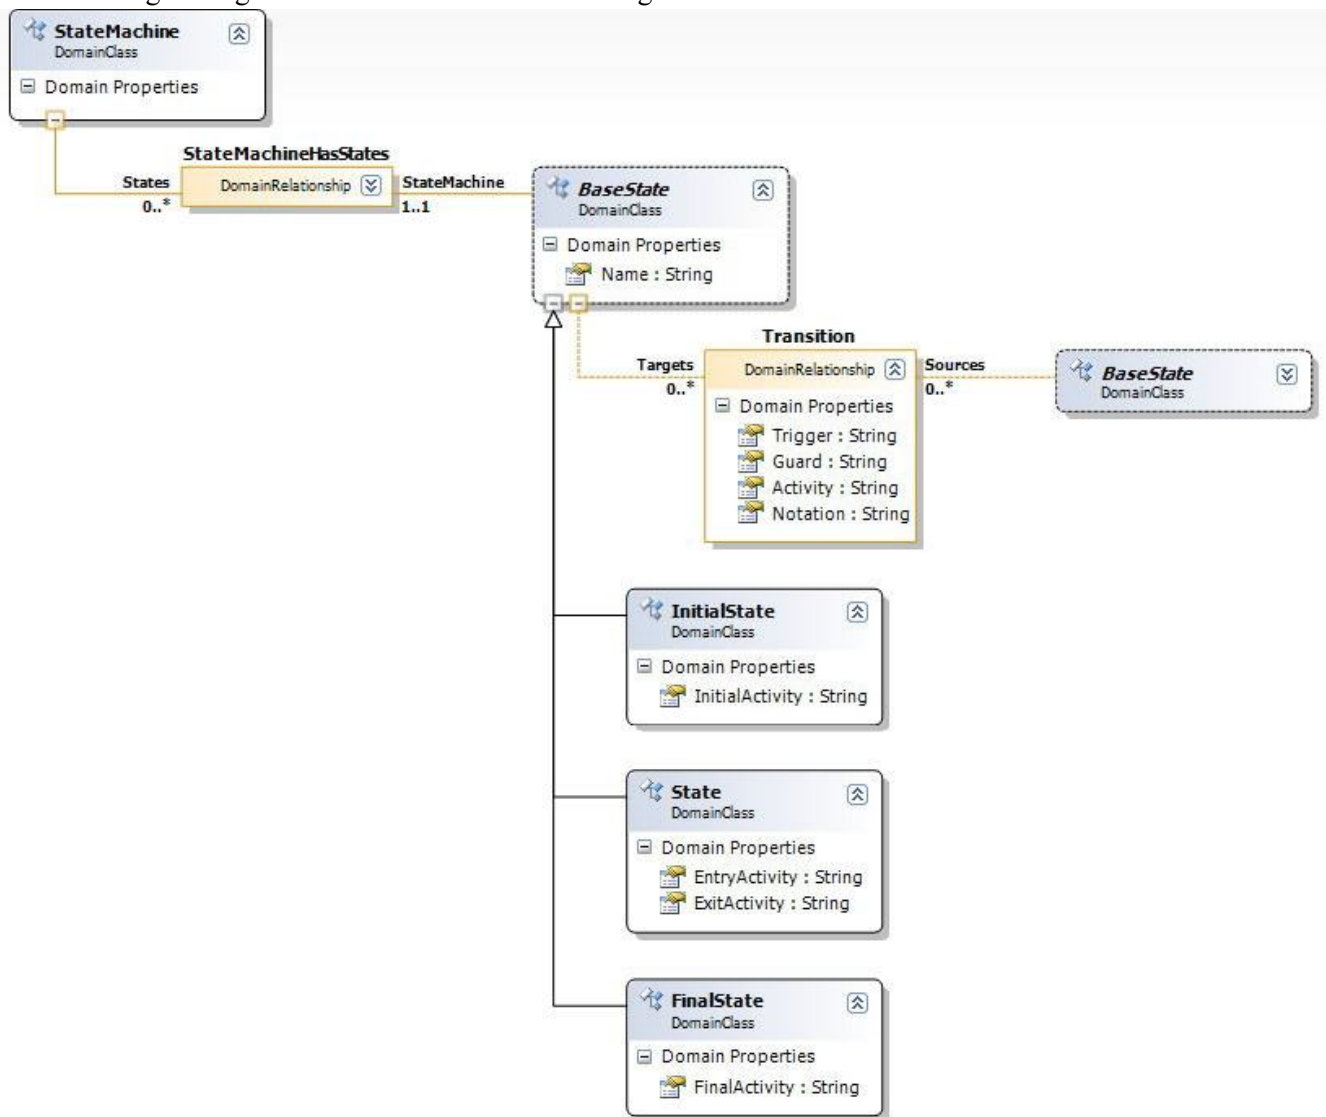 StateMachine
DomainClass
Domain Properties
StateMachineHasStates
States
DomainRelationship
StateMachine
0..*
1..1
BaseState
DomainClass
Domain Properties
Name : String
Transition
Targets
DomainRelationship
Sources
0..*
0..*
BaseState
DomainClass
Domain Properties
Trigger : String
Guard : String
Activity : String
Notation : String
InitialState
DomainClass
Domain Properties
InitialActivity : String
State
DomainClass
Domain Properties
EntryActivity : String
ExitActivity : String
FinalState
DomainClass
Domain Properties
FinalActivity : String